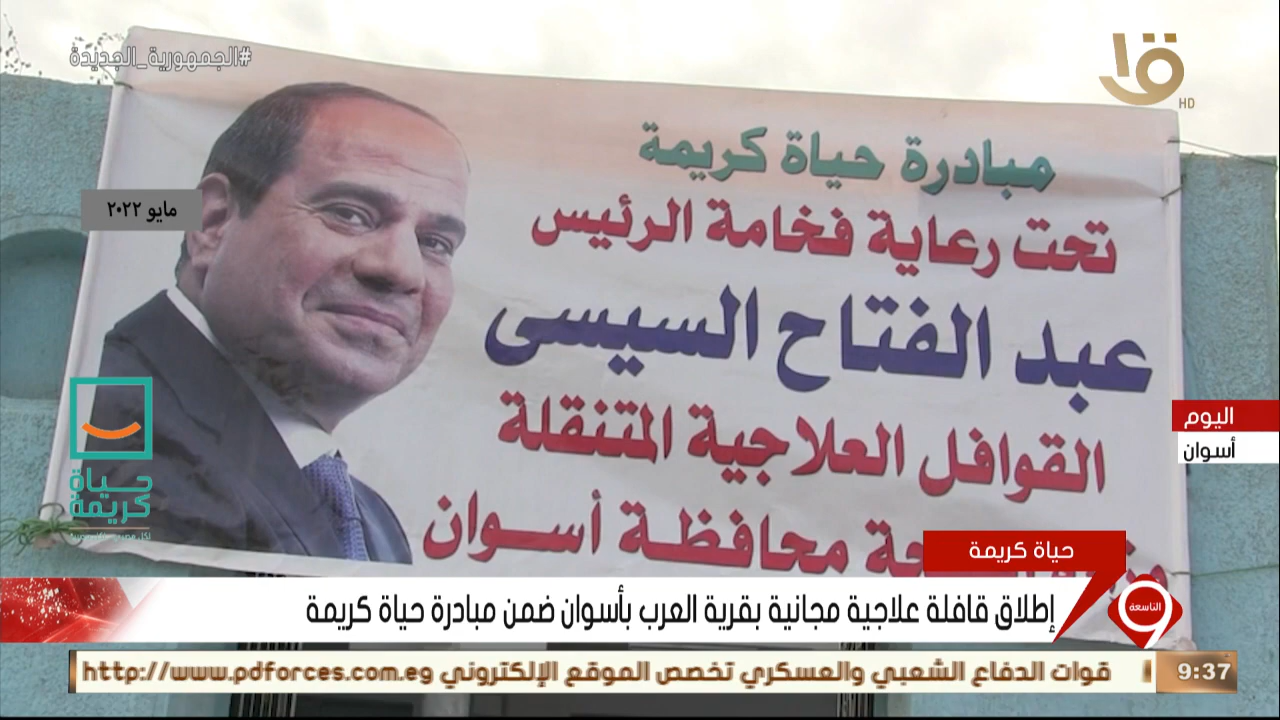 #الجمهورية_الجديدة
HD
مبادرة حياة كريمة
تحت رعاية فخامة الرئيس
عبد الفتاح السيسى
القوافل العلاجية المتنقلة
محافظة أسوان
مايو ٢٠٢٢
اليوم
أسوان
حياة
كريمة
حياة كريمة
إطلاق قافلة علاجية مجانية بقرية العرب بأسوان ضمن مبادرة حياة كريمة
التاسعة
قوات الدفاع الشعبي والعسكري تخصص الموقع الإلكتروني http://www.pdforces.com.eg
9:37